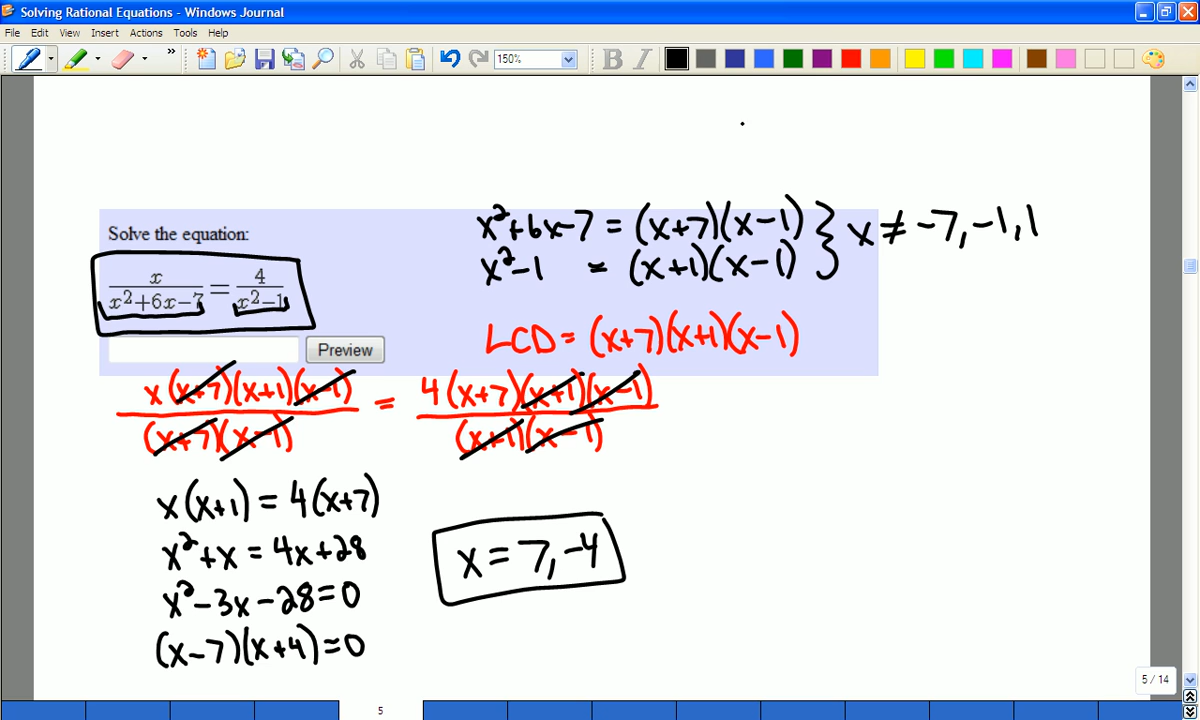 Solving Rational Equations - Windows Journal
File Edit View Insert Actions Tools Help
150%
B I
x²+6x-7 = (x+7)(x-1) } x ≠ -7,-1,1
x²-1 = (x+1)(x-1)
Solve the equation:
x/(x²+6x-7) = 4/(x²-1)
LCD = (x+7)(x+1)(x-1)
Preview
x(x+7)(x+1)(x-1)/((x+7)(x-1)) = 4(x+7)(x+1)(x-1)/((x+1)(x-1))
x(x+1) = 4(x+7)
x²+x = 4x+28
x = 7,-4
x²-3x-28=0
(x-7)(x+4)=0
5 / 14
5